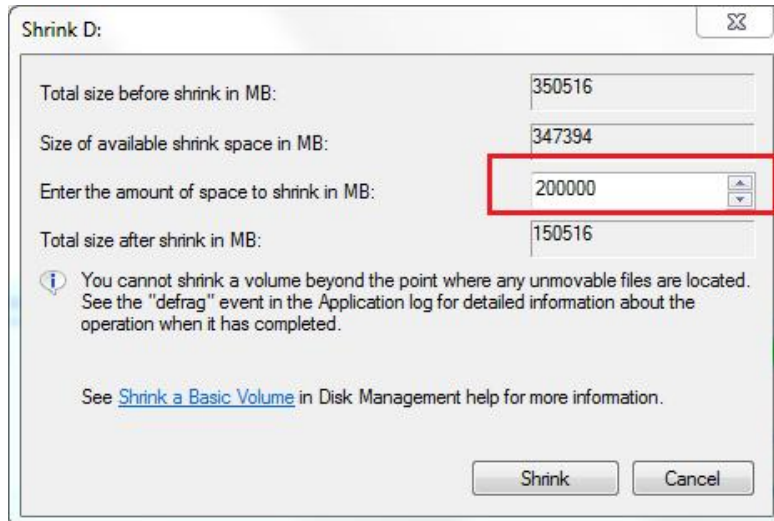 Shrink D:
Total size before shrink in MB: 350516
Size of available shrink space in MB: 347394
Enter the amount of space to shrink in MB: 200000
Total size after shrink in MB: 150516
You cannot shrink a volume beyond the point where any unmovable files are located.
See the "defrag" event in the Application log for detailed information about the
operation when it has completed.
See Shrink a Basic Volume in Disk Management help for more information.
Shrink Cancel